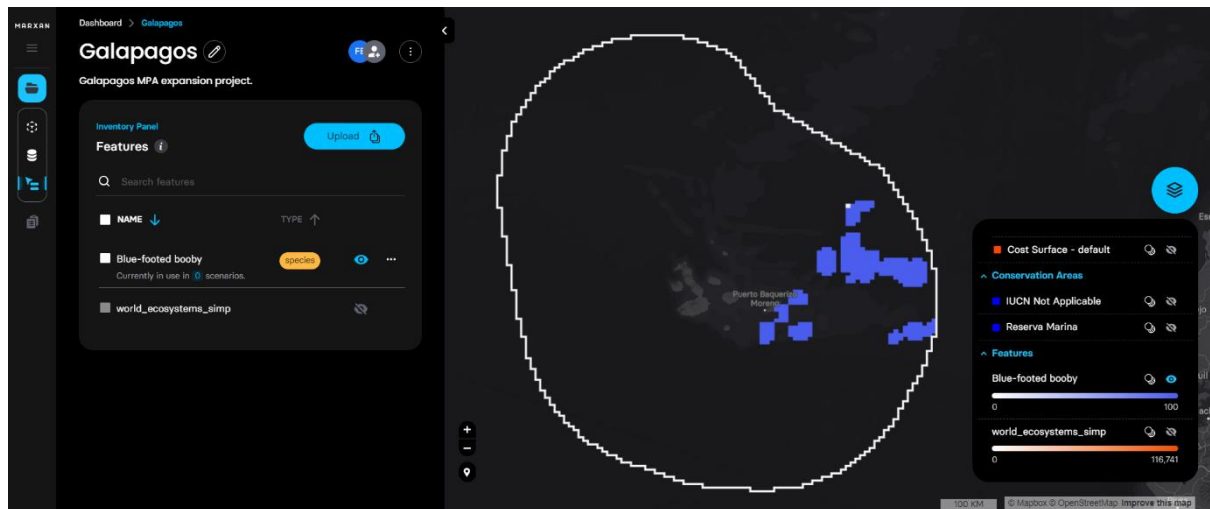 MARXAN
Dashboard > Galapagos
Galapagos
FE
Galapagos MPA expansion project.
Inventory Panel
Features i
Upload
Search features
NAME
TYPE
Blue-footed booby
species
Currently in use in 0 scenarios.
world_ecosystems_simp
Puerto Baquerizo
Moreno
Cost Surface - default
Conservation Areas
IUCN Not Applicable
Reserva Marina
Features
Blue-footed booby
0
100
world_ecosystems_simp
0
116,741
100 KM
© Mapbox © OpenStreetMap Improve this map